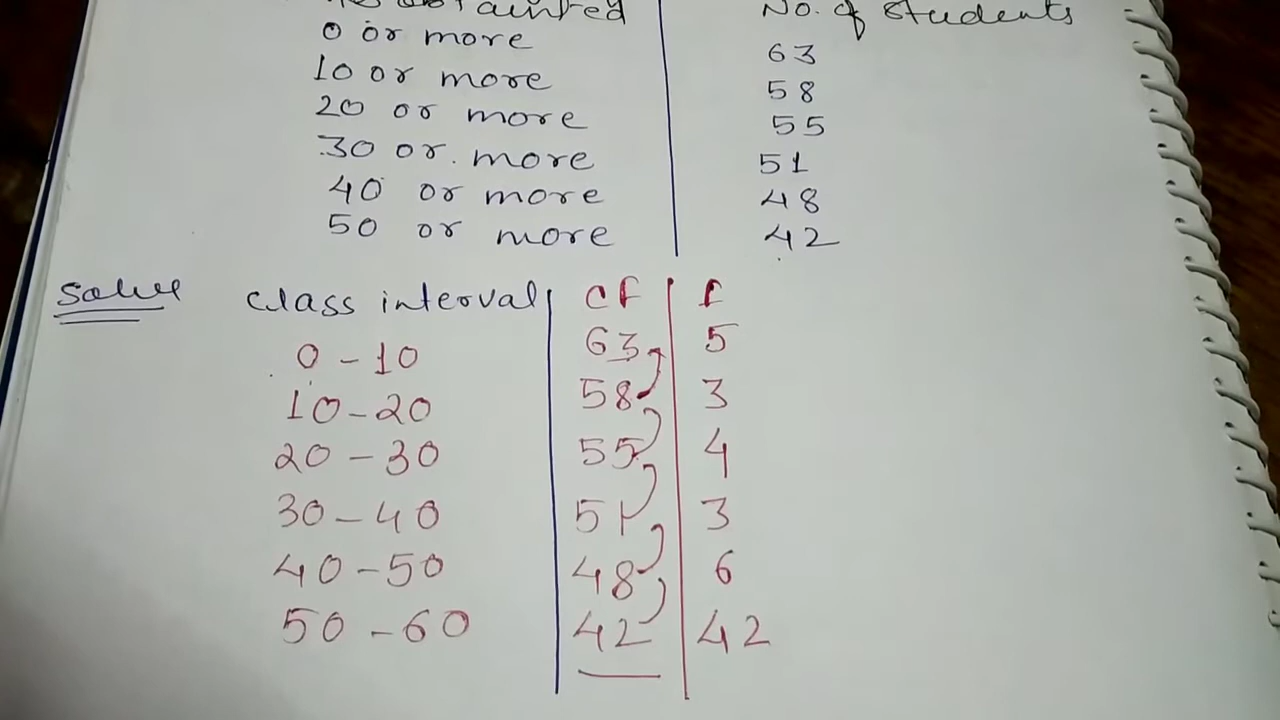 No. of students
0 or more 63
10 or more 58
20 or more 55
30 or more 51
40 or more 48
50 or more 42
Solve class interval cf f
0 - 10 63 5
10 - 20 58 3
20 - 30 55 4
30 - 40 51 3
40 - 50 48 6
50 - 60 42 42